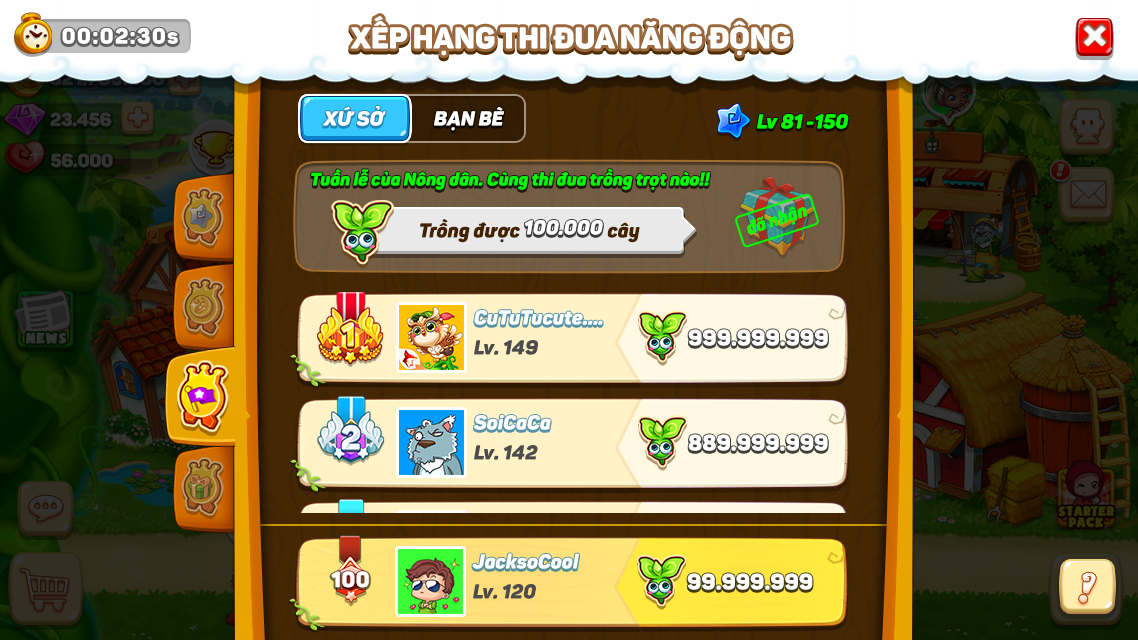 00:02:30s
XẾP HẠNG THI ĐUA NĂNG ĐỘNG
23.456
56.000
XỨ SỞ
BẠN BÈ
Lv 81 -150
Tuần lễ của Nông dân. Cùng thi đua trồng trọt nào!!
Trồng được 100.000 cây
đã nhận
1
CuTuTucute....
Lv. 149
999.999.999
NEWS
2
SoiCaCa
Lv. 142
889.999.999
STARTER
PACK
100
JacksoCool
Lv. 120
99.999.999